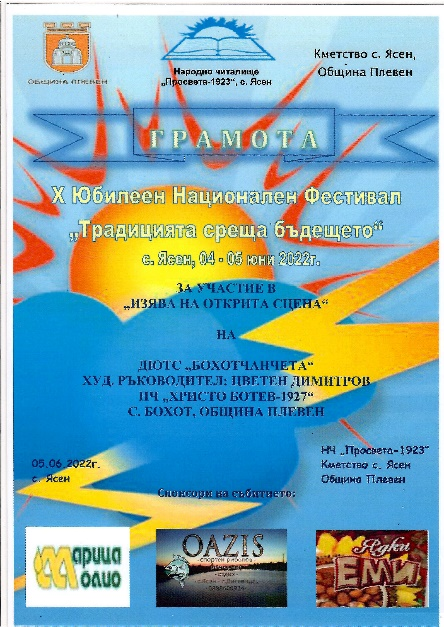 ОБЩИНА ПЛЕВЕН
Народно читалище
„Просвета-1923“, с. Ясен
Кметство с. Ясен,
Община Плевен
ГРАМОТА
X Юбилеен Национален Фестивал
„Традицията среща бъдещето“
с. Ясен, 04 - 05 юни 2022г.
ЗА УЧАСТИЕ В
„ИЗЯВА НА ОТКРИТА СЦЕНА“
НА
ДЮТС „БОХОТЧАНЧЕТА“
ХУД. РЪКОВОДИТЕЛ: ЦВЕТЕН ДИМИТРОВ
НЧ „ХРИСТО БОТЕВ-1927“
С. БОХОТ, ОБЩИНА ПЛЕВЕН
05.06.2022г.
с. Ясен
НЧ „Просвета-1923“
Кметство с. Ясен
Община Плевен
Спонсори на събитието:
Марица
Олио
OAZIS
Ядки
ЕМИ